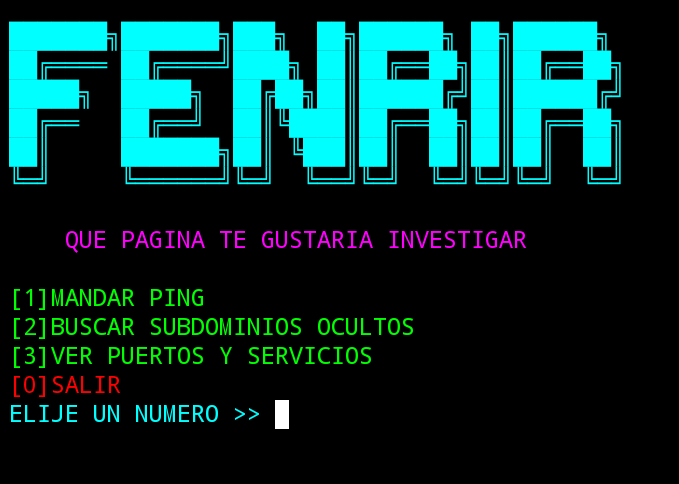 FENRIR
QUE PAGINA TE GUSTARIA INVESTIGAR
[1]MANDAR PING
[2]BUSCAR SUBDOMINIOS OCULTOS
[3]VER PUERTOS Y SERVICIOS
[0]SALIR
ELIJE UN NUMERO >>